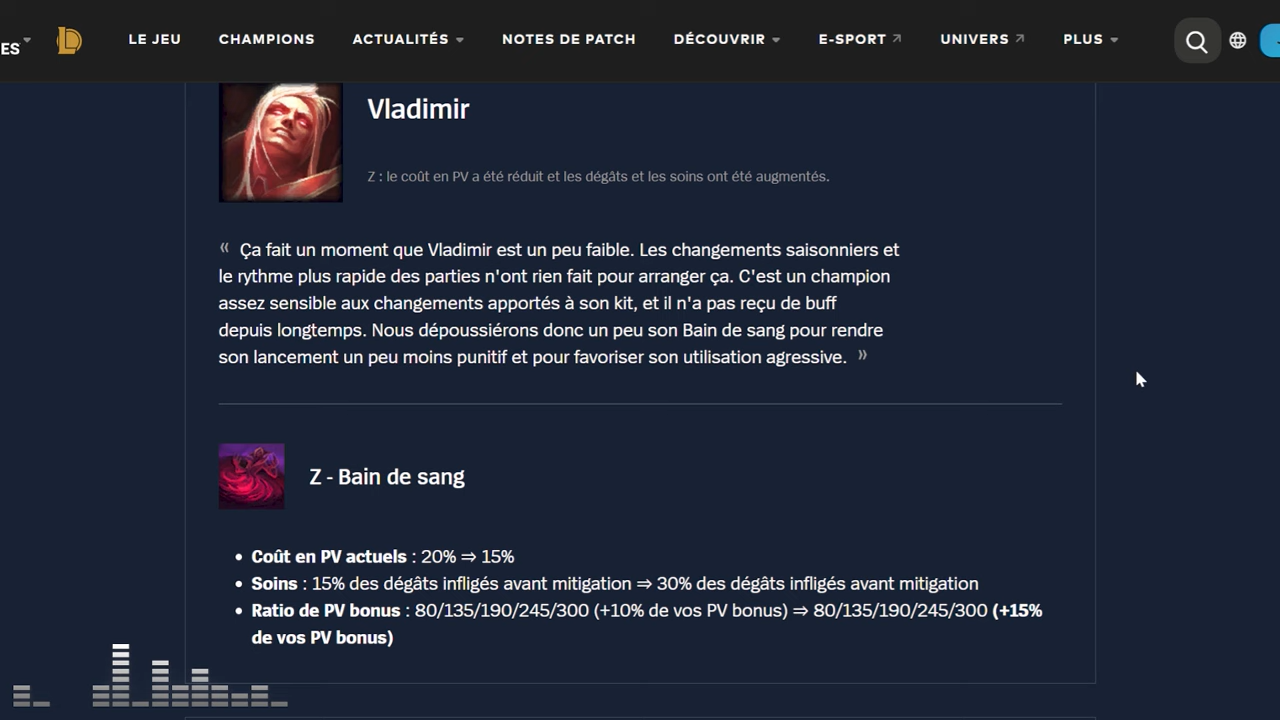 ES
LE JEU CHAMPIONS ACTUALITÉS NOTES DE PATCH DÉCOUVRIR E-SPORT UNIVERS PLUS
Vladimir
Z : le coût en PV a été réduit et les dégâts et les soins ont été augmentés.
« Ça fait un moment que Vladimir est un peu faible. Les changements saisonniers et
le rythme plus rapide des parties n'ont rien fait pour arranger ça. C'est un champion
assez sensible aux changements apportés à son kit, et il n'a pas reçu de buff
depuis longtemps. Nous dépoussiérons donc un peu son Bain de sang pour rendre
son lancement un peu moins punitif et pour favoriser son utilisation agressive. »
Z - Bain de sang
• Coût en PV actuels : 20% ⇒ 15%
• Soins : 15% des dégâts infligés avant mitigation ⇒ 30% des dégâts infligés avant mitigation
• Ratio de PV bonus : 80/135/190/245/300 (+10% de vos PV bonus) ⇒ 80/135/190/245/300 (+15%
de vos PV bonus)